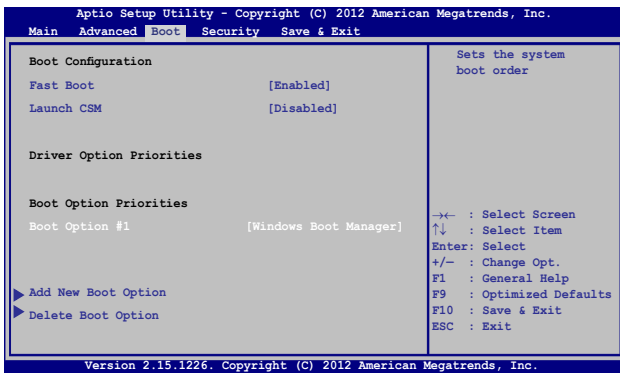 Aptio Setup Utility - Copyright (C) 2012 American Megatrends, Inc.
Main Advanced Boot Security Save & Exit
Boot Configuration
Fast Boot [Enabled]
Launch CSM [Disabled]
Driver Option Priorities
Boot Option Priorities
Boot Option #1 [Windows Boot Manager]
Add New Boot Option
Delete Boot Option
Sets the system
boot order
→← : Select Screen
↑↓ : Select Item
Enter: Select
+/— : Change Opt.
F1 : General Help
F9 : Optimized Defaults
F10 : Save & Exit
ESC : Exit
Version 2.15.1226. Copyright (C) 2012 American Megatrends, Inc.